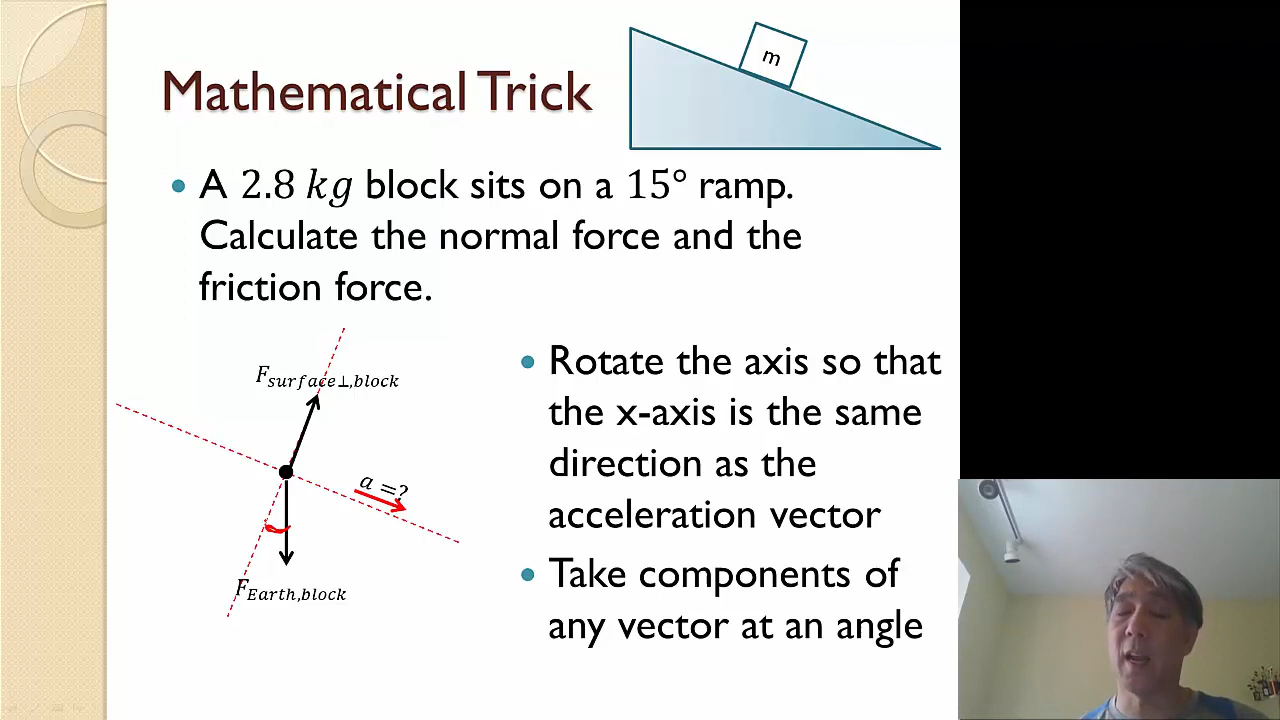 m
Mathematical Trick
• A 2.8 kg block sits on a 15° ramp.
Calculate the normal force and the
friction force.
F_surface⊥,block
a =?
F_Earth,block
• Rotate the axis so that
the x-axis is the same
direction as the
acceleration vector
• Take components of
any vector at an angle